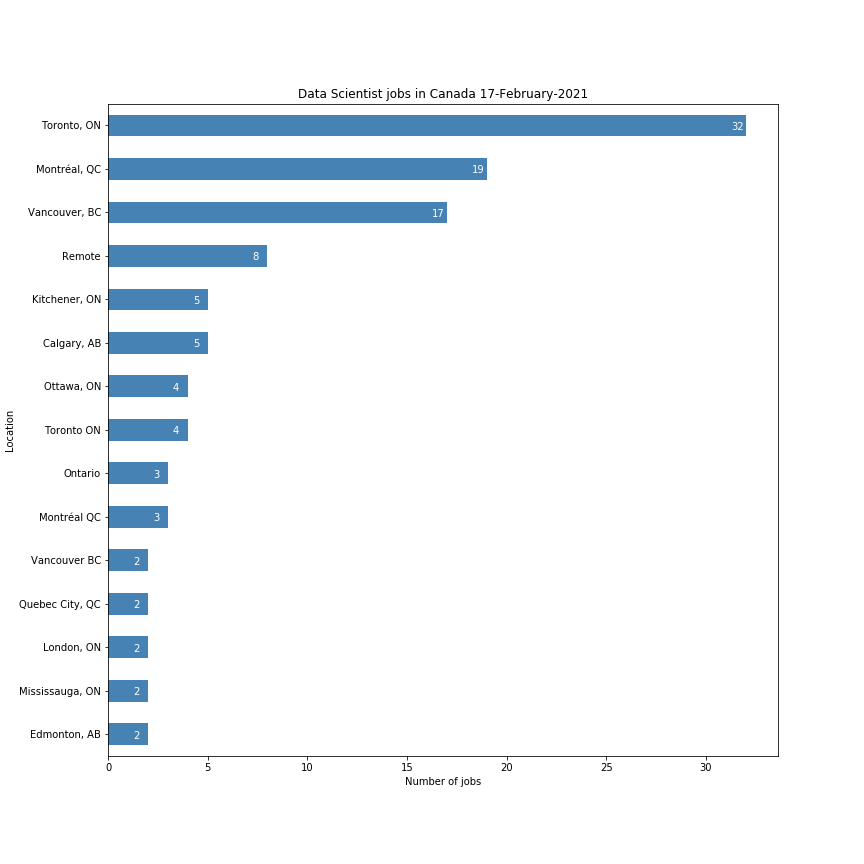 Data Scientist jobs in Canada 17-February-2021
Toronto, ON 32
Montréal, QC 19
Vancouver, BC 17
Remote 8
Kitchener, ON 5
Calgary, AB 5
Ottawa, ON 4
Toronto ON 4
Ontario 3
Montréal QC 3
Vancouver BC 2
Quebec City, QC 2
London, ON 2
Mississauga, ON 2
Edmonton, AB 2
Location
0 5 10 15 20 25 30
Number of jobs